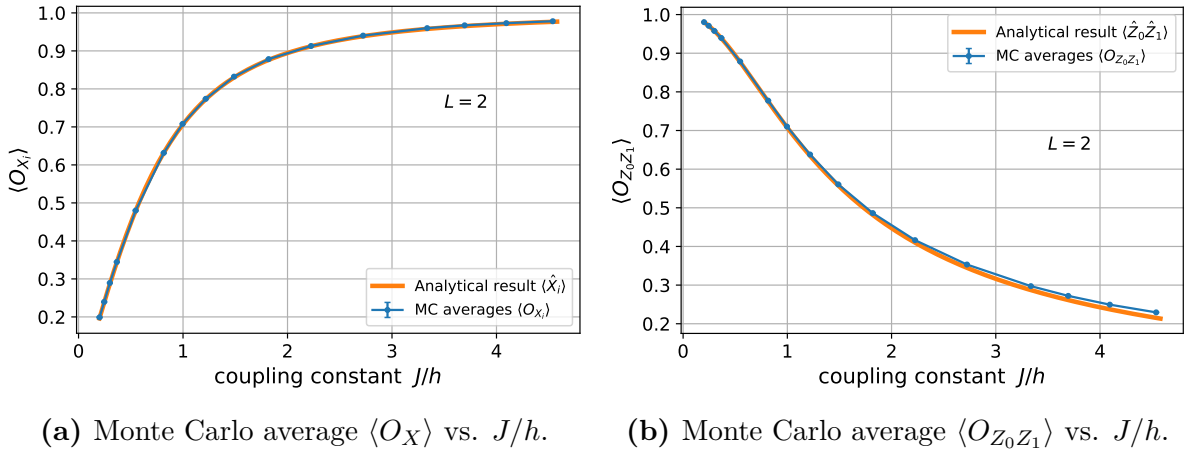 1.0
0.9
0.8
0.7
0.6
0.5
0.4
0.3
0.2
⟨O_{X_i}⟩
L = 2
Analytical result ⟨X̂_i⟩
MC averages ⟨O_{X_i}⟩
0 1 2 3 4
coupling constant J/h
(a) Monte Carlo average ⟨O_X⟩ vs. J/h.
1.0
0.9
0.8
0.7
0.6
0.5
0.4
0.3
0.2
⟨O_{Z_0Z_1}⟩
Analytical result ⟨Ẑ_0Ẑ_1⟩
MC averages ⟨O_{Z_0Z_1}⟩
L = 2
0 1 2 3 4
coupling constant J/h
(b) Monte Carlo average ⟨O_{Z_0Z_1}⟩ vs. J/h.